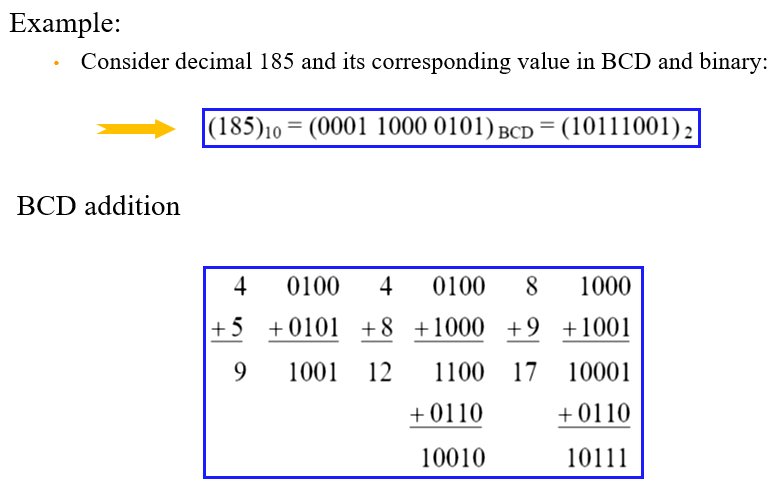 Example:
• Consider decimal 185 and its corresponding value in BCD and binary:
(185)₁₀ = (0001 1000 0101) BCD = (10111001) ₂
BCD addition
4 0100 4 0100 8 1000
+ 5 + 0101 + 8 + 1000 + 9 + 1001
9 1001 12 1100 17 10001
+ 0110 + 0110
10010 10111